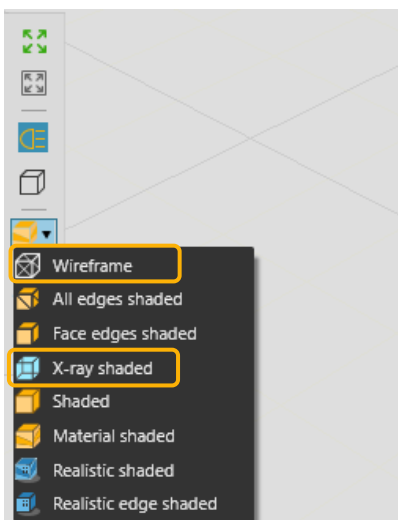 Wireframe
All edges shaded
Face edges shaded
X-ray shaded
Shaded
Material shaded
Realistic shaded
Realistic edge shaded